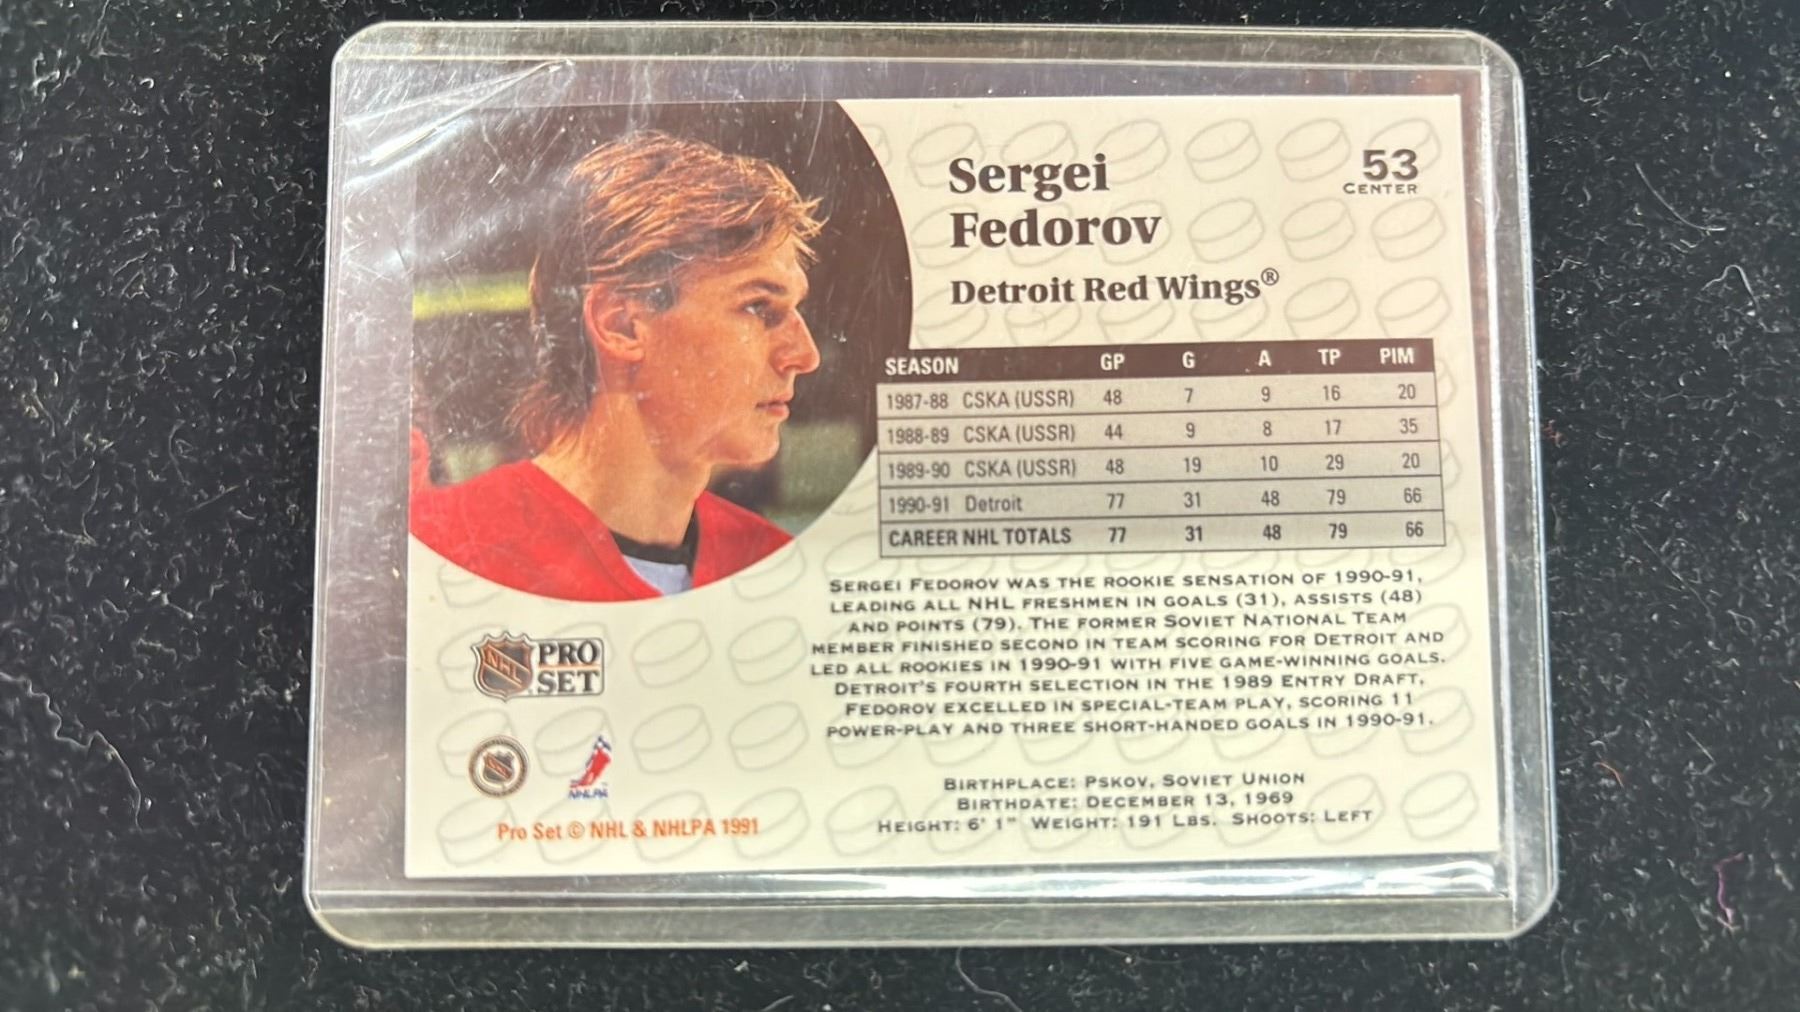 Sergei
Fedorov
53
CENTER
Detroit Red Wings®
SEASON GP G A TP PIM
1987-88 CSKA (USSR) 48 7 9 16 20
1988-89 CSKA (USSR) 44 9 8 17 35
1989-90 CSKA (USSR) 48 19 10 29 20
1990-91 Detroit 77 31 48 79 66
CAREER NHL TOTALS 77 31 48 79 66
SERGEI FEDOROV WAS THE ROOKIE SENSATION OF 1990-91,
LEADING ALL NHL FRESHMEN IN GOALS (31), ASSISTS (48)
AND POINTS (79). THE FORMER SOVIET NATIONAL TEAM
MEMBER FINISHED SECOND IN TEAM SCORING FOR DETROIT AND
LED ALL ROOKIES IN 1990-91 WITH FIVE GAME-WINNING GOALS.
DETROIT'S FOURTH SELECTION IN THE 1989 ENTRY DRAFT,
FEDOROV EXCELLED IN SPECIAL-TEAM PLAY, SCORING 11
POWER-PLAY AND THREE SHORT-HANDED GOALS IN 1990-91.
NHL PRO
SET
NHLPA
BIRTHPLACE: PSKOV, SOVIET UNION
BIRTHDATE: DECEMBER 13, 1969
HEIGHT: 6' 1" WEIGHT: 191 LBS. SHOOTS: LEFT
Pro Set © NHL & NHLPA 1991